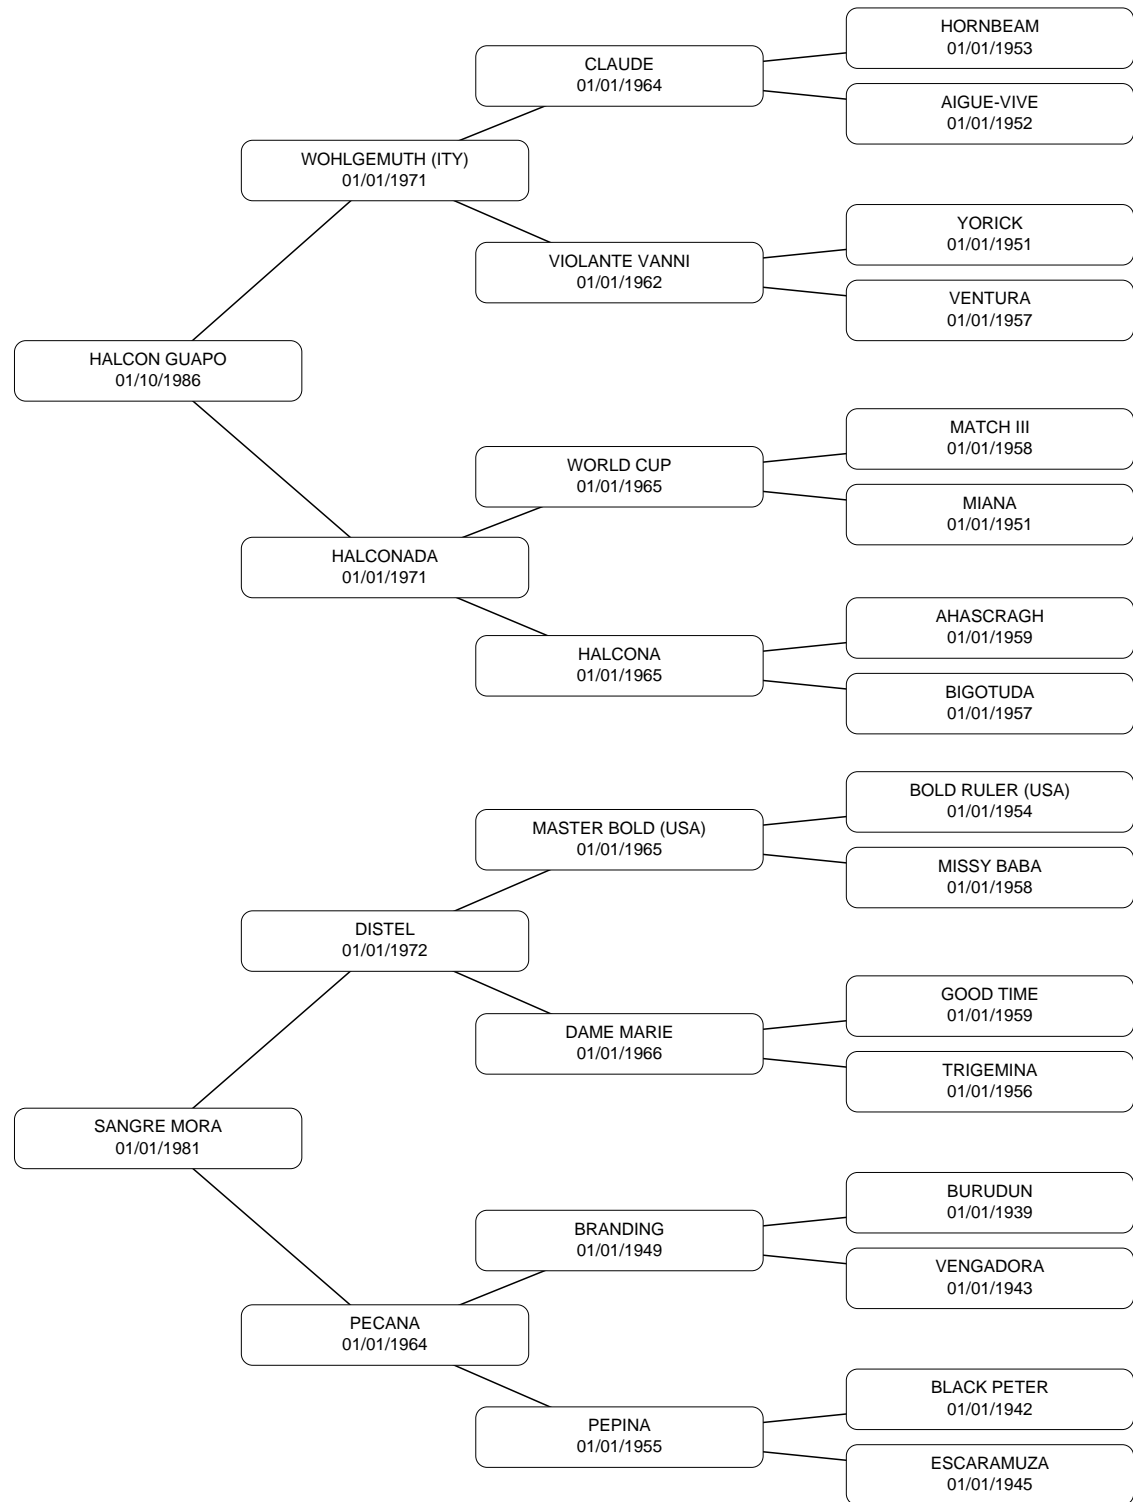 HORNBEAM
01/01/1953
CLAUDE
01/01/1964
AIGUE-VIVE
01/01/1952
WOHLGEMUTH (ITY)
01/01/1971
YORICK
01/01/1951
VIOLANTE VANNI
01/01/1962
VENTURA
01/01/1957
HALCON GUAPO
01/10/1986
MATCH III
01/01/1958
WORLD CUP
01/01/1965
MIANA
01/01/1951
HALCONADA
01/01/1971
AHASCRAGH
01/01/1959
HALCONA
01/01/1965
BIGOTUDA
01/01/1957
BOLD RULER (USA)
01/01/1954
MASTER BOLD (USA)
01/01/1965
MISSY BABA
01/01/1958
DISTEL
01/01/1972
GOOD TIME
01/01/1959
DAME MARIE
01/01/1966
TRIGEMINA
01/01/1956
SANGRE MORA
01/01/1981
BURUDUN
01/01/1939
BRANDING
01/01/1949
VENGADORA
01/01/1943
PECANA
01/01/1964
BLACK PETER
01/01/1942
PEPINA
01/01/1955
ESCARAMUZA
01/01/1945